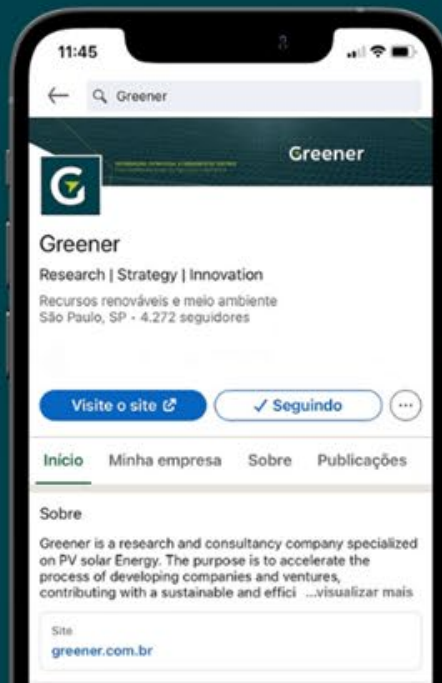 11:45
Greener
Greener
G
Greener
Research | Strategy | Innovation
Recursos renováveis e meio ambiente
São Paulo, SP - 4.272 seguidores
Visite o site
✓ Seguindo
...
Início Minha empresa Sobre Publicações
Sobre
Greener is a research and consultancy company specialized
on PV solar Energy. The purpose is to accelerate the
process of developing companies and ventures,
contributing with a sustainable and effici ...visualizar mais
Site
greener.com.br